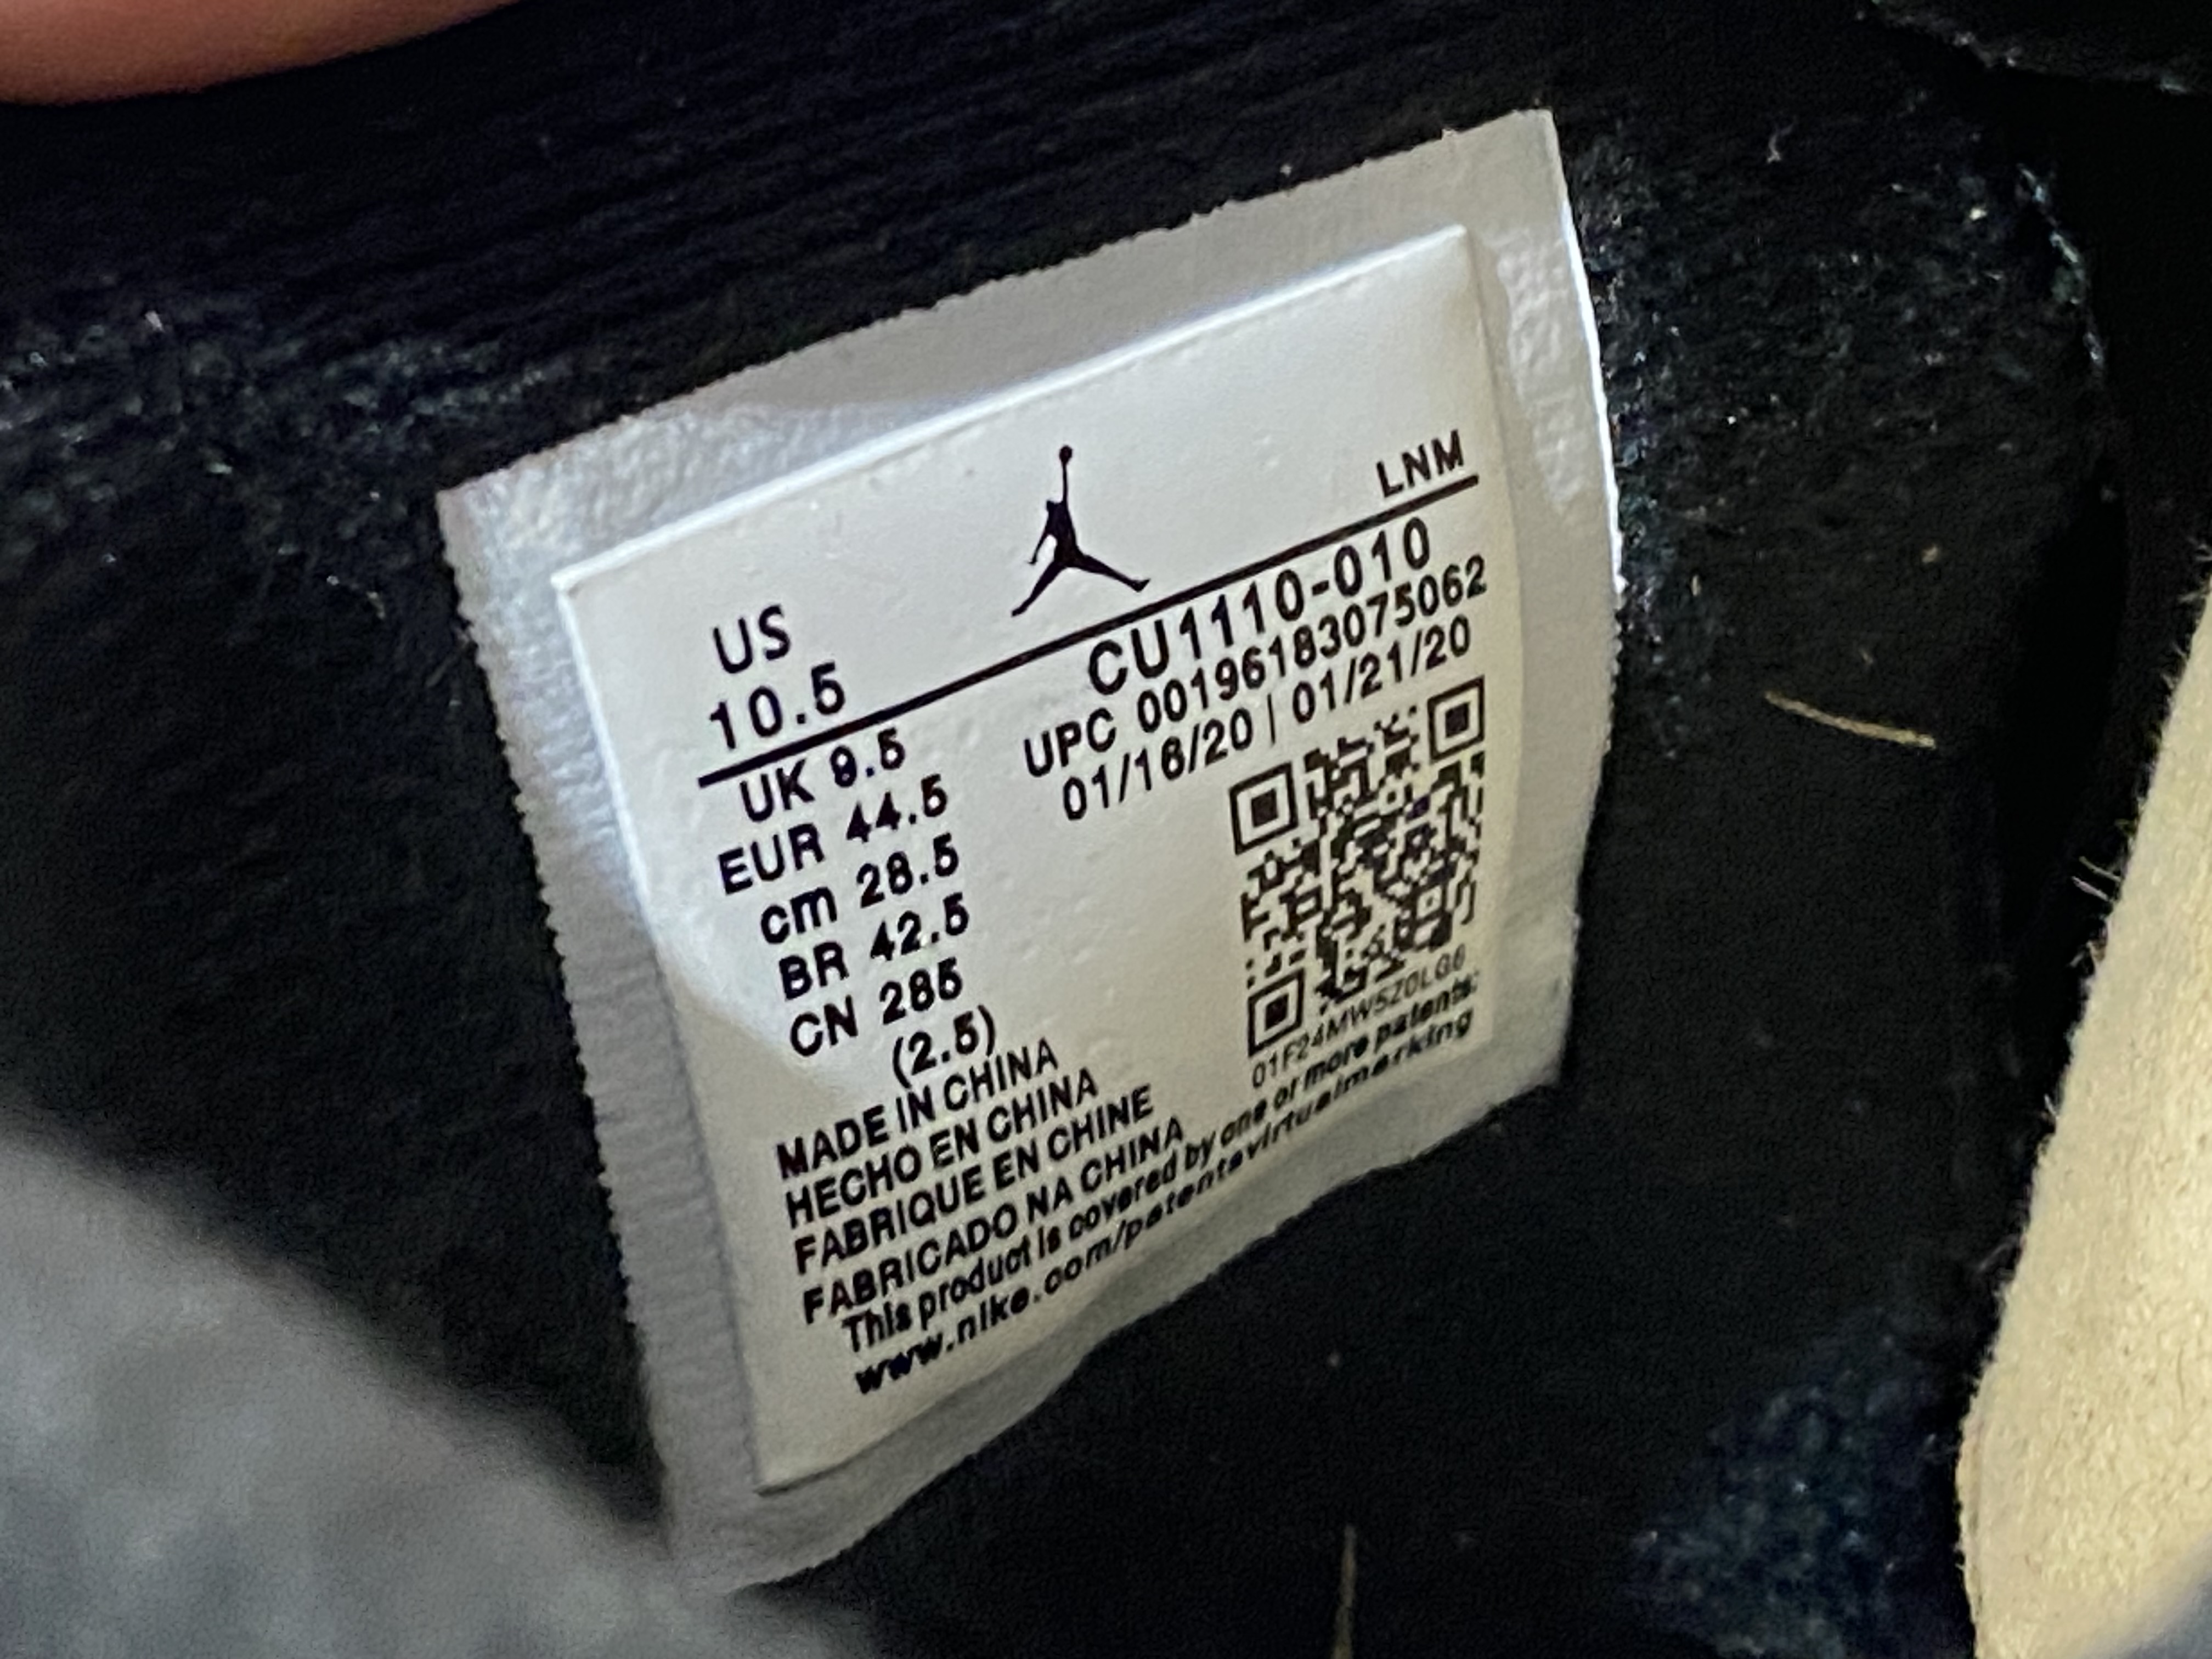 LNM
US
10.5
CU1110-010
UPC 00196183075062
01/16/20 | 01/21/20
UK 9.5
EUR 44.5
cm 28.5
BR 42.5
CN 285
(2.5)
01F24MW5Z0LG6
MADE IN CHINA
HECHO EN CHINA
FABRIQUE EN CHINE
FABRICADO NA CHINA
This product is covered by one or more patents:
www.nike.com/patentsvirtualmarking